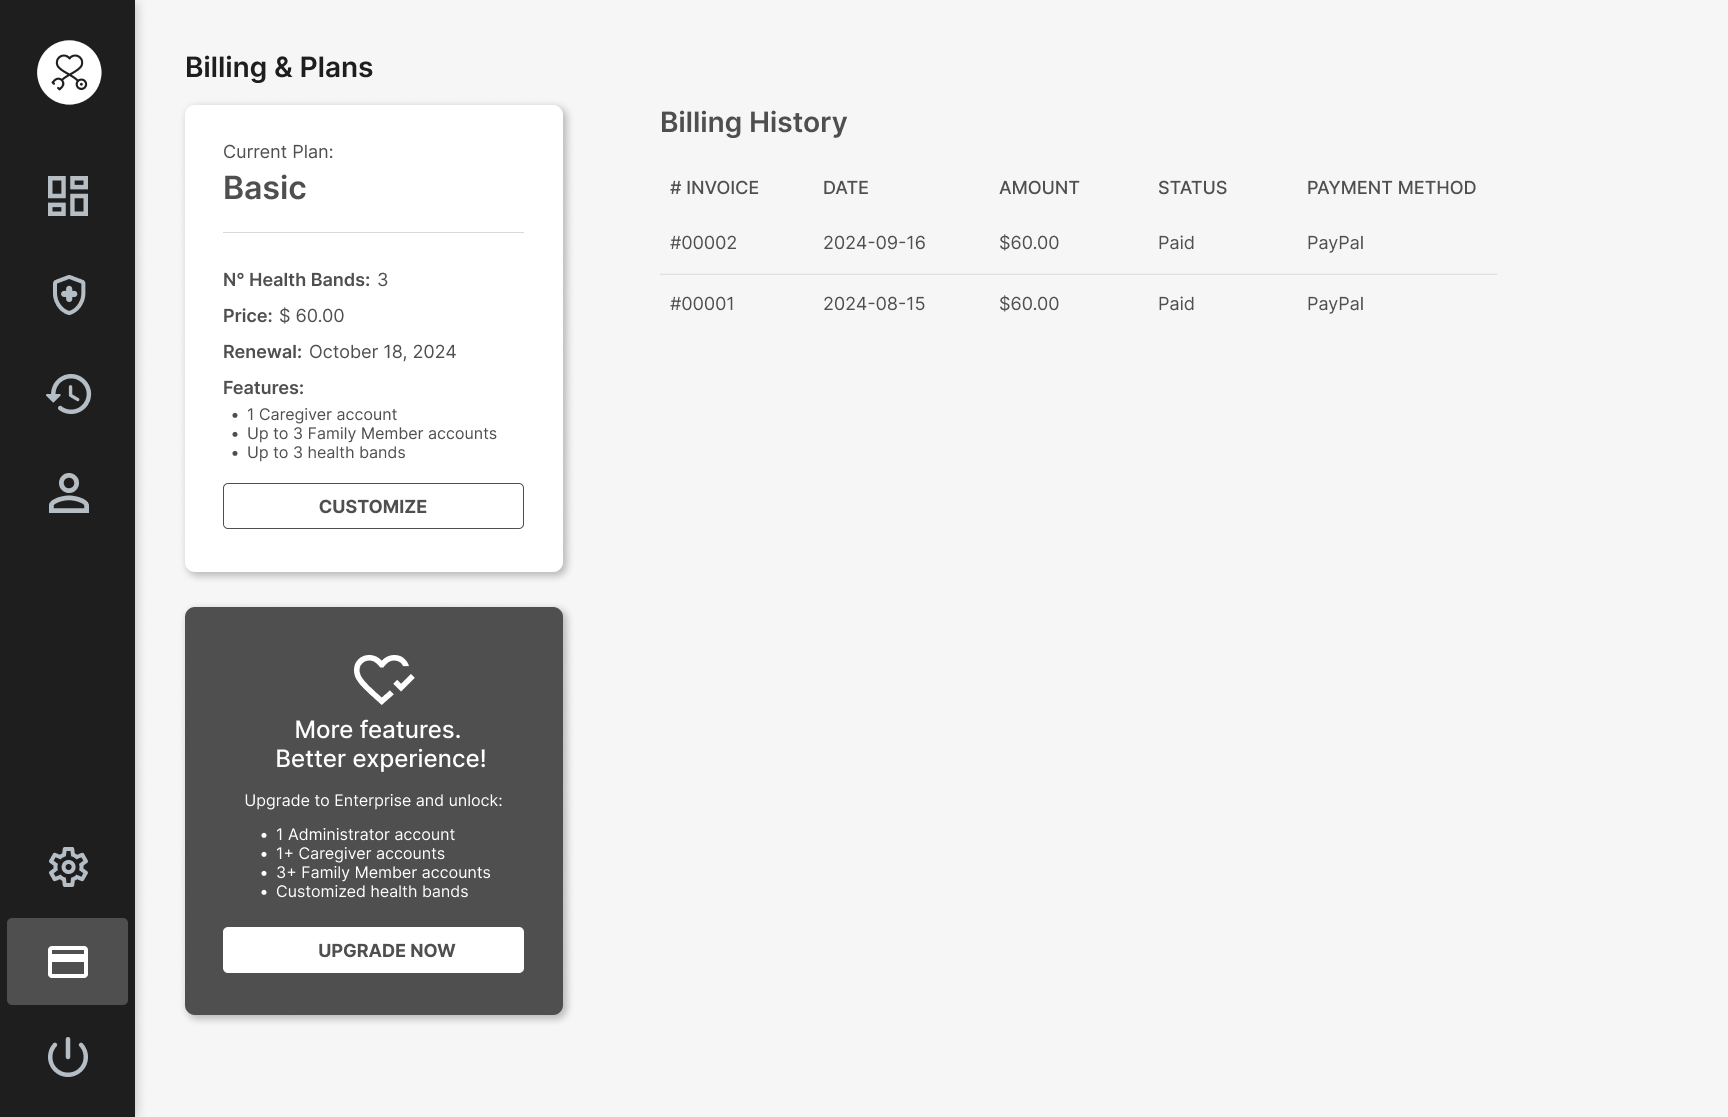 Billing & Plans
Current Plan:
Basic
N° Health Bands: 3
Price: $ 60.00
Renewal: October 18, 2024
Features:
• 1 Caregiver account
• Up to 3 Family Member accounts
• Up to 3 health bands
CUSTOMIZE
More features.
Better experience!
Upgrade to Enterprise and unlock:
• 1 Administrator account
• 1+ Caregiver accounts
• 3+ Family Member accounts
• Customized health bands
UPGRADE NOW
Billing History
# INVOICE DATE AMOUNT STATUS PAYMENT METHOD
#00002 2024-09-16 $60.00 Paid PayPal
#00001 2024-08-15 $60.00 Paid PayPal